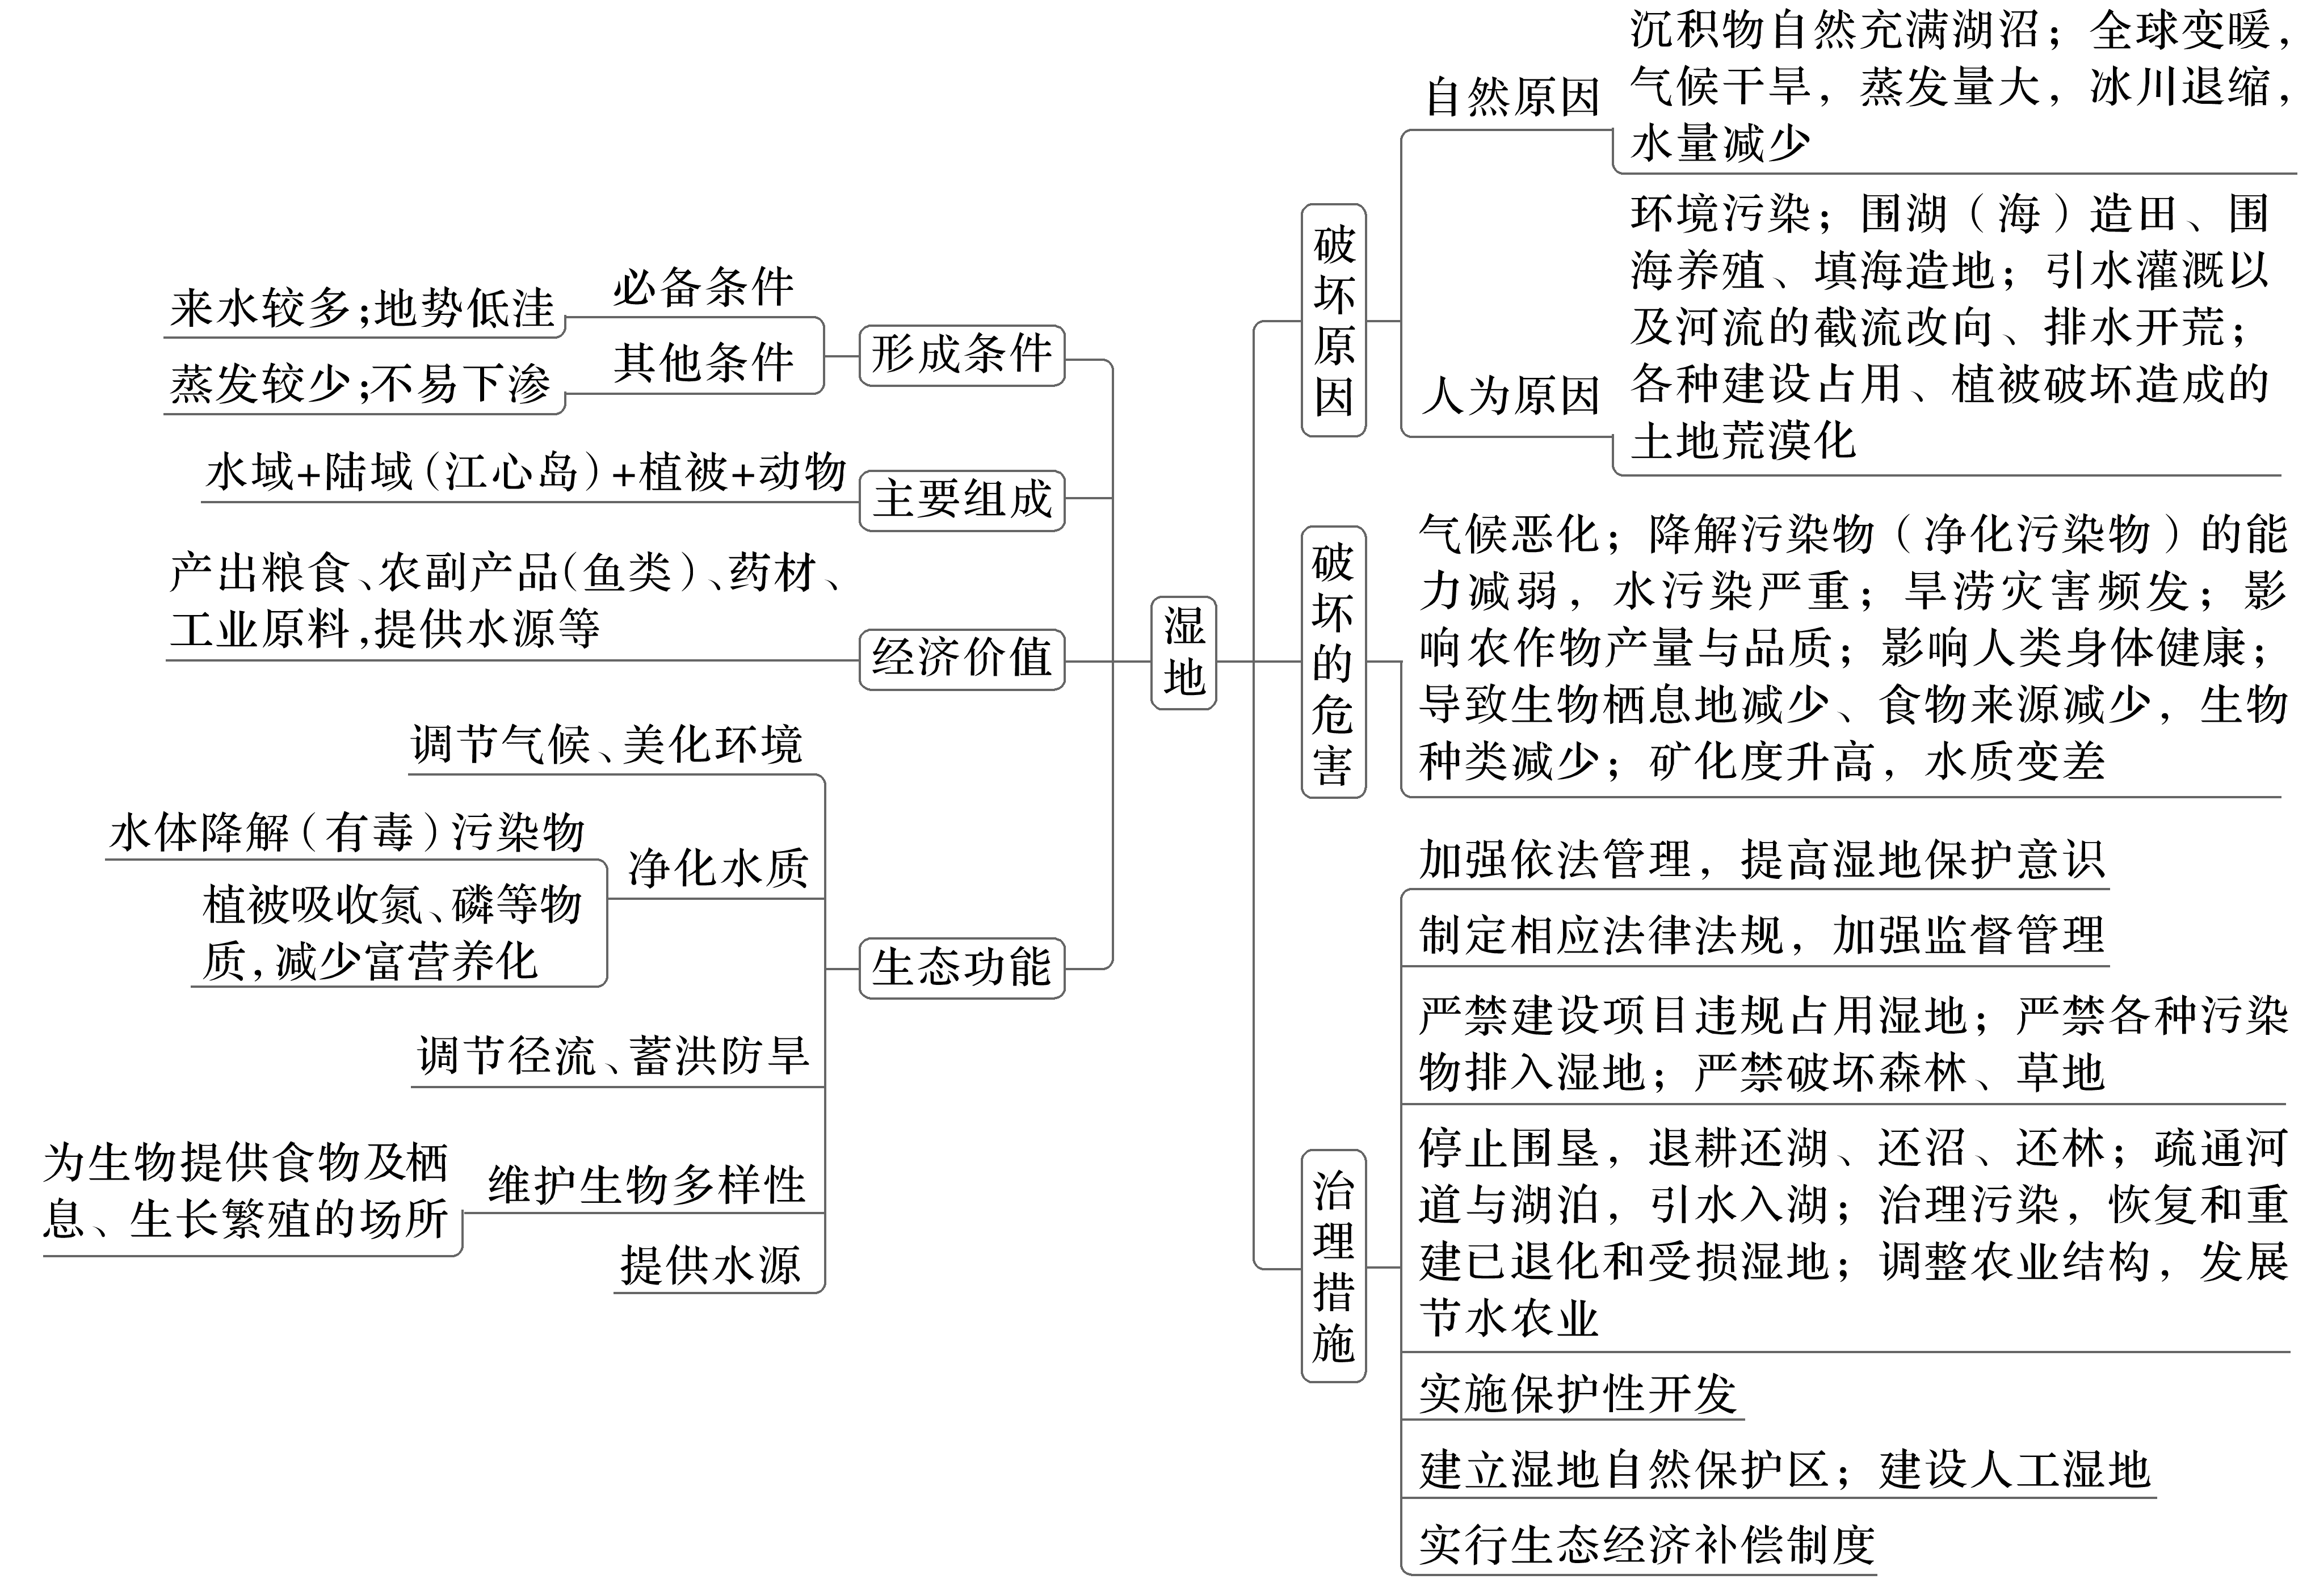 湿
地
形成条件
必备条件
来水较多;地势低洼
其他条件
蒸发较少;不易下渗
主要组成
水域+陆域(江心岛)+植被+动物
经济价值
产出粮食、农副产品(鱼类)、药材、
工业原料,提供水源等
生态功能
调节气候、美化环境
净化水质
水体降解(有毒)污染物
植被吸收氮、磷等物
质,减少富营养化
调节径流、蓄洪防旱
维护生物多样性
为生物提供食物及栖
息、生长繁殖的场所
提供水源
破
坏
原
因
自然原因
沉积物自然充满湖沼；全球变暖，
气候干旱，蒸发量大，冰川退缩，
水量减少
人为原因
环境污染；围湖（海）造田、围
海养殖、填海造地；引水灌溉以
及河流的截流改向、排水开荒；
各种建设占用、植被破坏造成的
土地荒漠化
破
坏
的
危
害
气候恶化；降解污染物（净化污染物）的能
力减弱，水污染严重；旱涝灾害频发；影
响农作物产量与品质；影响人类身体健康；
导致生物栖息地减少、食物来源减少，生物
种类减少；矿化度升高，水质变差
治
理
措
施
加强依法管理，提高湿地保护意识
制定相应法律法规，加强监督管理
严禁建设项目违规占用湿地；严禁各种污染
物排入湿地；严禁破坏森林、草地
停止围垦，退耕还湖、还沼、还林；疏通河
道与湖泊，引水入湖；治理污染，恢复和重
建已退化和受损湿地；调整农业结构，发展
节水农业
实施保护性开发
建立湿地自然保护区；建设人工湿地
实行生态经济补偿制度